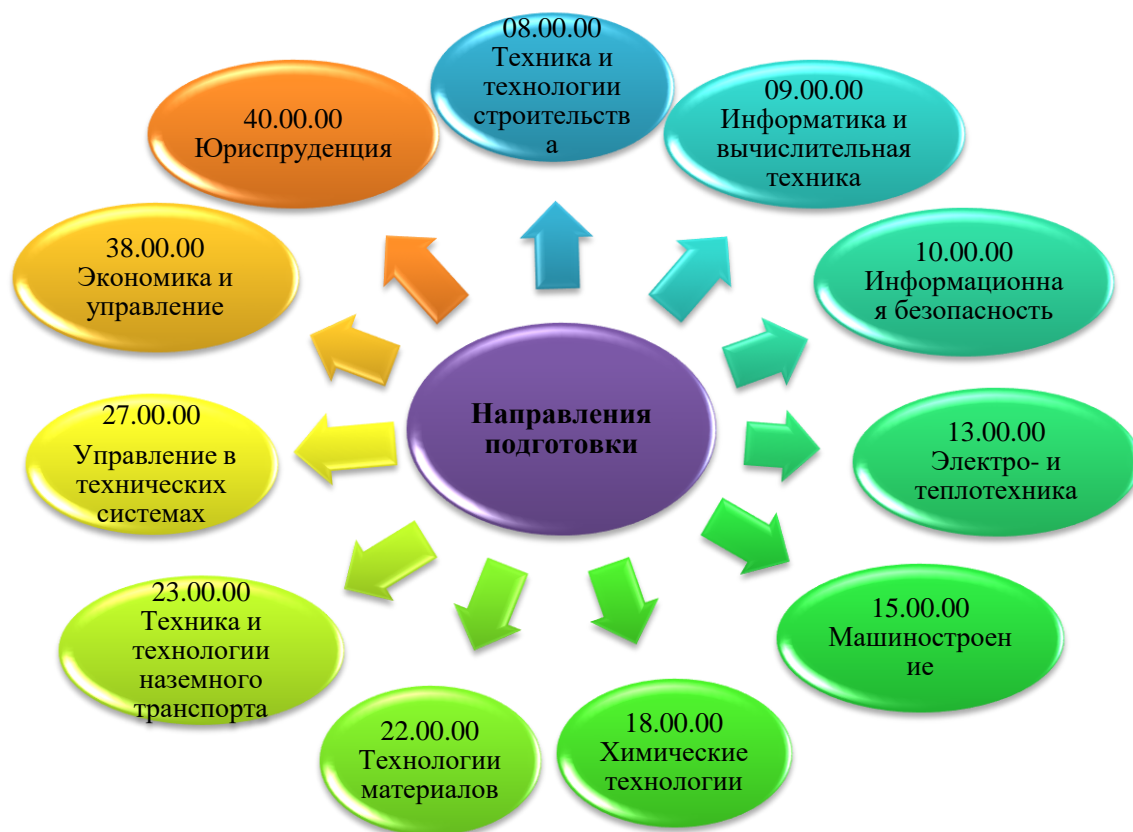 08.00.00
Техника и
технологии
строительств
а
09.00.00
Информатика и
вычислительная
техника
10.00.00
Информационна
я безопасность
13.00.00
Электро- и
теплотехника
15.00.00
Машиностроен
ие
18.00.00
Химические
технологии
22.00.00
Технологии
материалов
23.00.00
Техника и
технологии
наземного
транспорта
27.00.00
Управление в
технических
системах
38.00.00
Экономика и
управление
40.00.00
Юриспруденция
Направления
подготовки